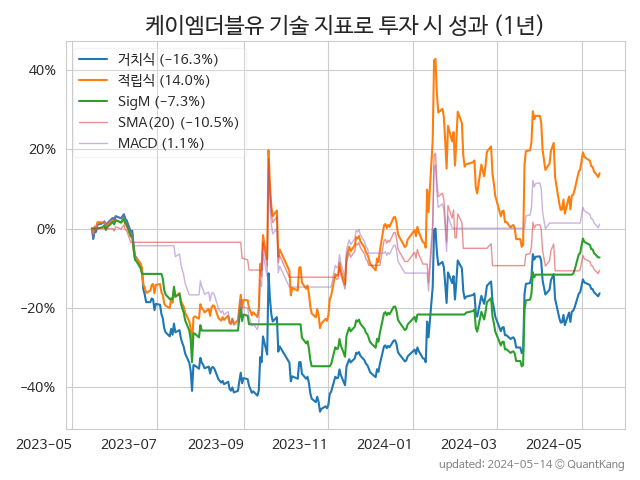 케이엠더블유 기술 지표로 투자 시 성과 (1년)
거치식 (−16.3%)
적립식 (14.0%)
SigM (−7.3%)
SMA(20) (−10.5%)
MACD (1.1%)
40%
20%
0%
−20%
−40%
2023−05 2023−07 2023−09 2023−11 2024−01 2024−03 2024−05
updated: 2024−05−14 ⓒ QuantKang